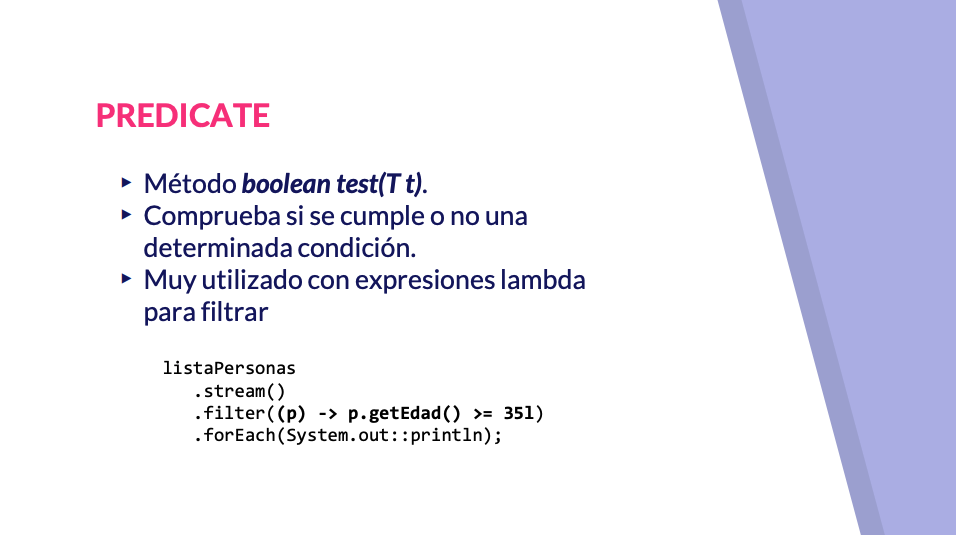 PREDICATE
▸ Método boolean test(T t).
▸ Comprueba si se cumple o no una
determinada condición.
▸ Muy utilizado con expresiones lambda
para filtrar
listaPersonas
.stream()
.filter((p) -> p.getEdad() >= 35l)
.forEach(System.out::println);